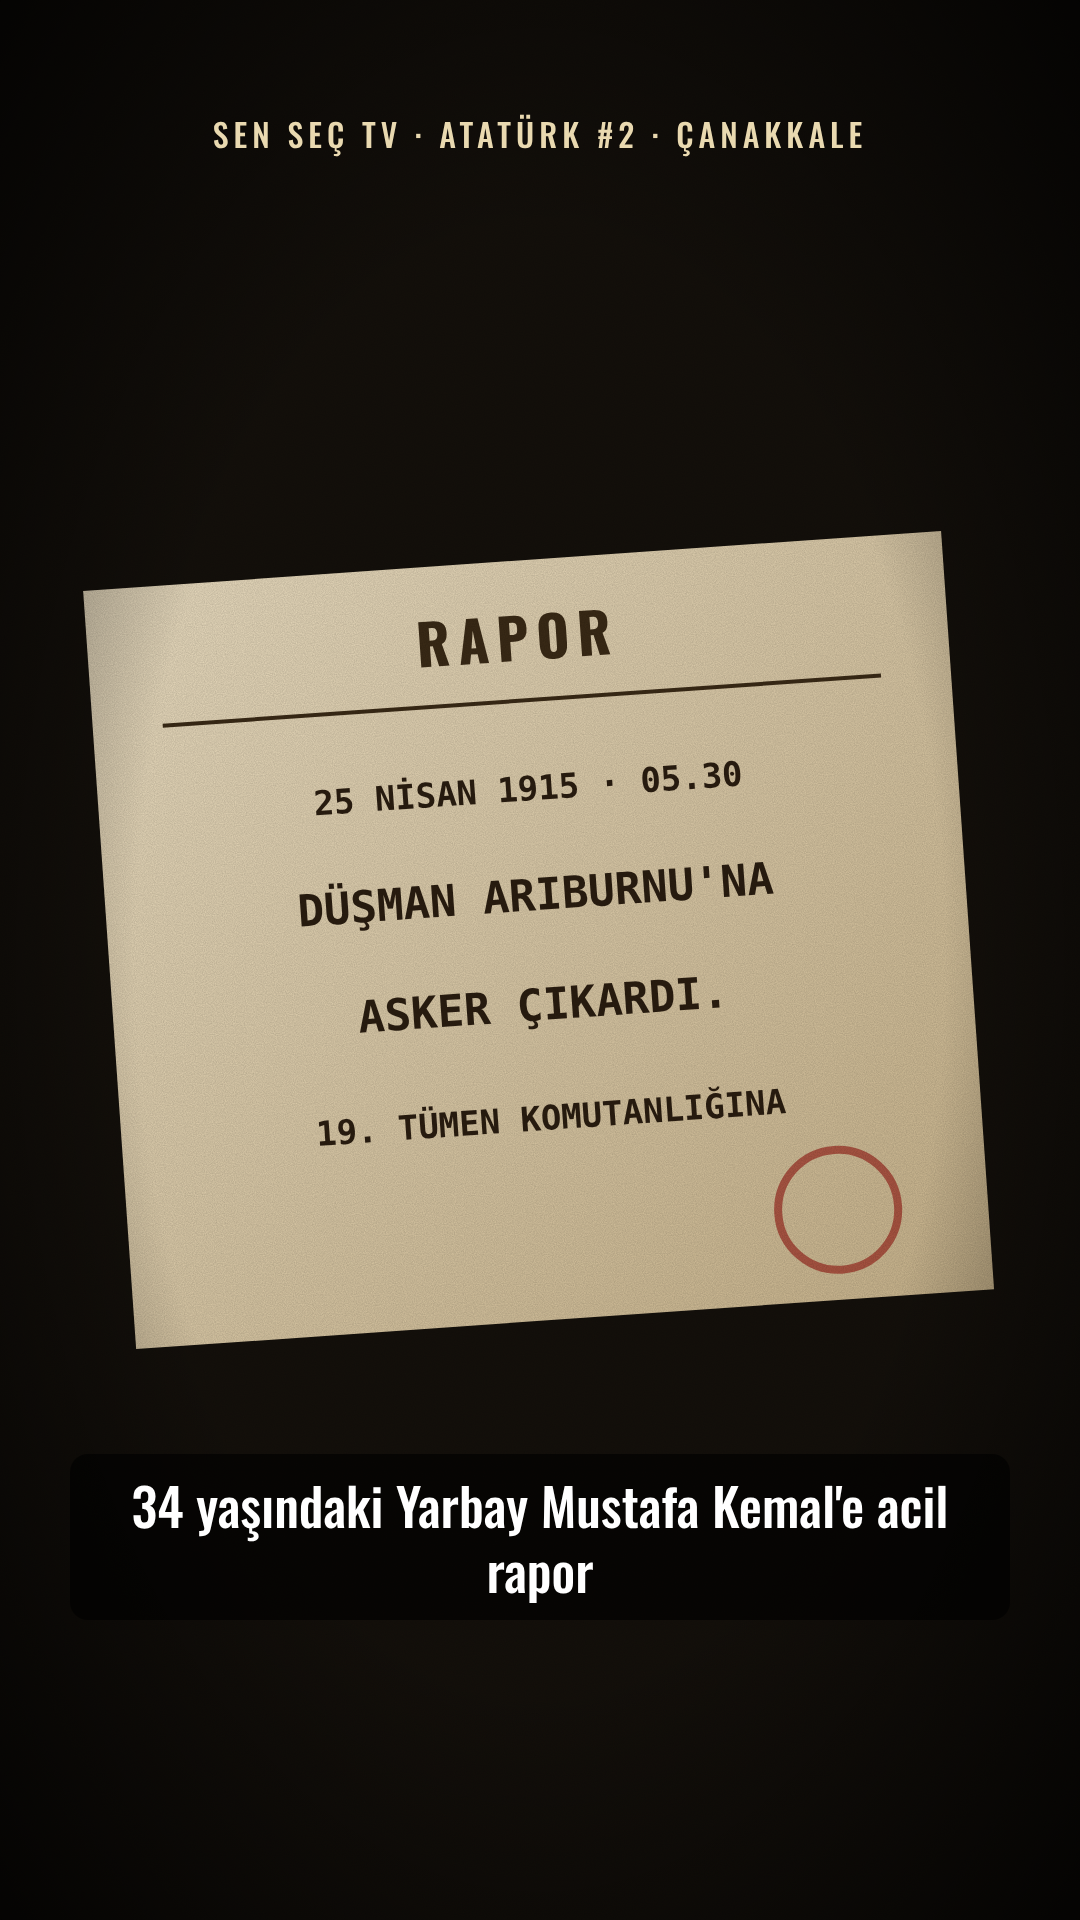 SEN SEÇ TV · ATATÜRK #2 · ÇANAKKALE
RAPOR
25 NİSAN 1915 · 05.30
DÜŞMAN ARIBURNU'NA
ASKER ÇIKARDI.
19. TÜMEN KOMUTANLIĞINA
34 yaşındaki Yarbay Mustafa Kemal'e acil
rapor